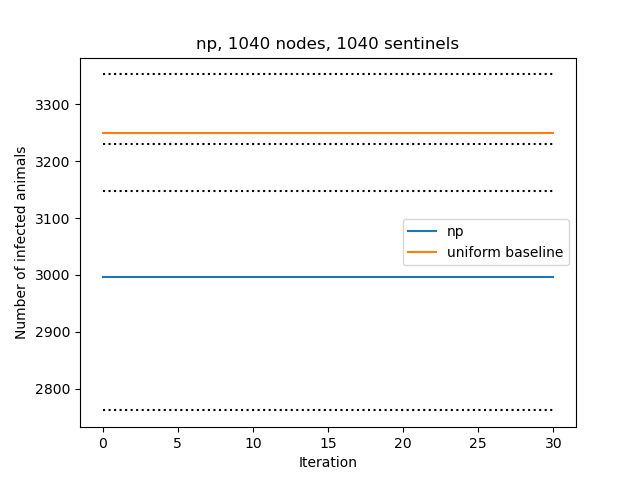 np, 1040 nodes, 1040 sentinels
Number of infected animals
3300
3200
3100
3000
2900
2800
np
uniform baseline
0 5 10 15 20 25 30
Iteration